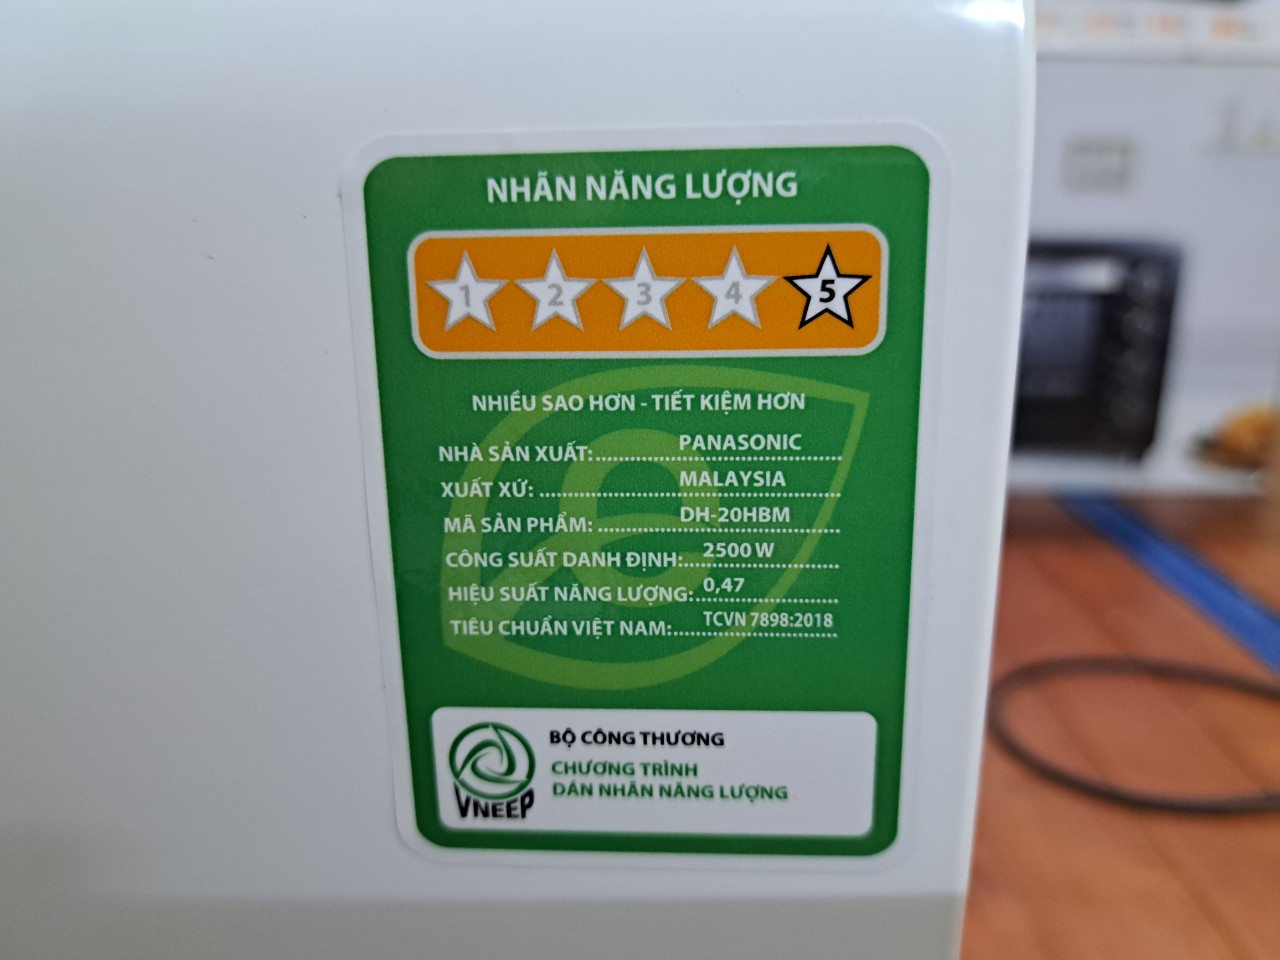 NHÃN NĂNG LƯỢNG
1 2 3 4 5
NHIỀU SAO HƠN - TIẾT KIỆM HƠN
NHÀ SẢN XUẤT: PANASONIC
XUẤT XỨ: MALAYSIA
MÃ SẢN PHẨM: DH-20HBM
CÔNG SUẤT DANH ĐỊNH: 2500 W
HIỆU SUẤT NĂNG LƯỢNG: 0,47
TIÊU CHUẨN VIỆT NAM: TCVN 7898:2018
BỘ CÔNG THƯƠNG
CHƯƠNG TRÌNH
DÁN NHÃN NĂNG LƯỢNG
VNEEP